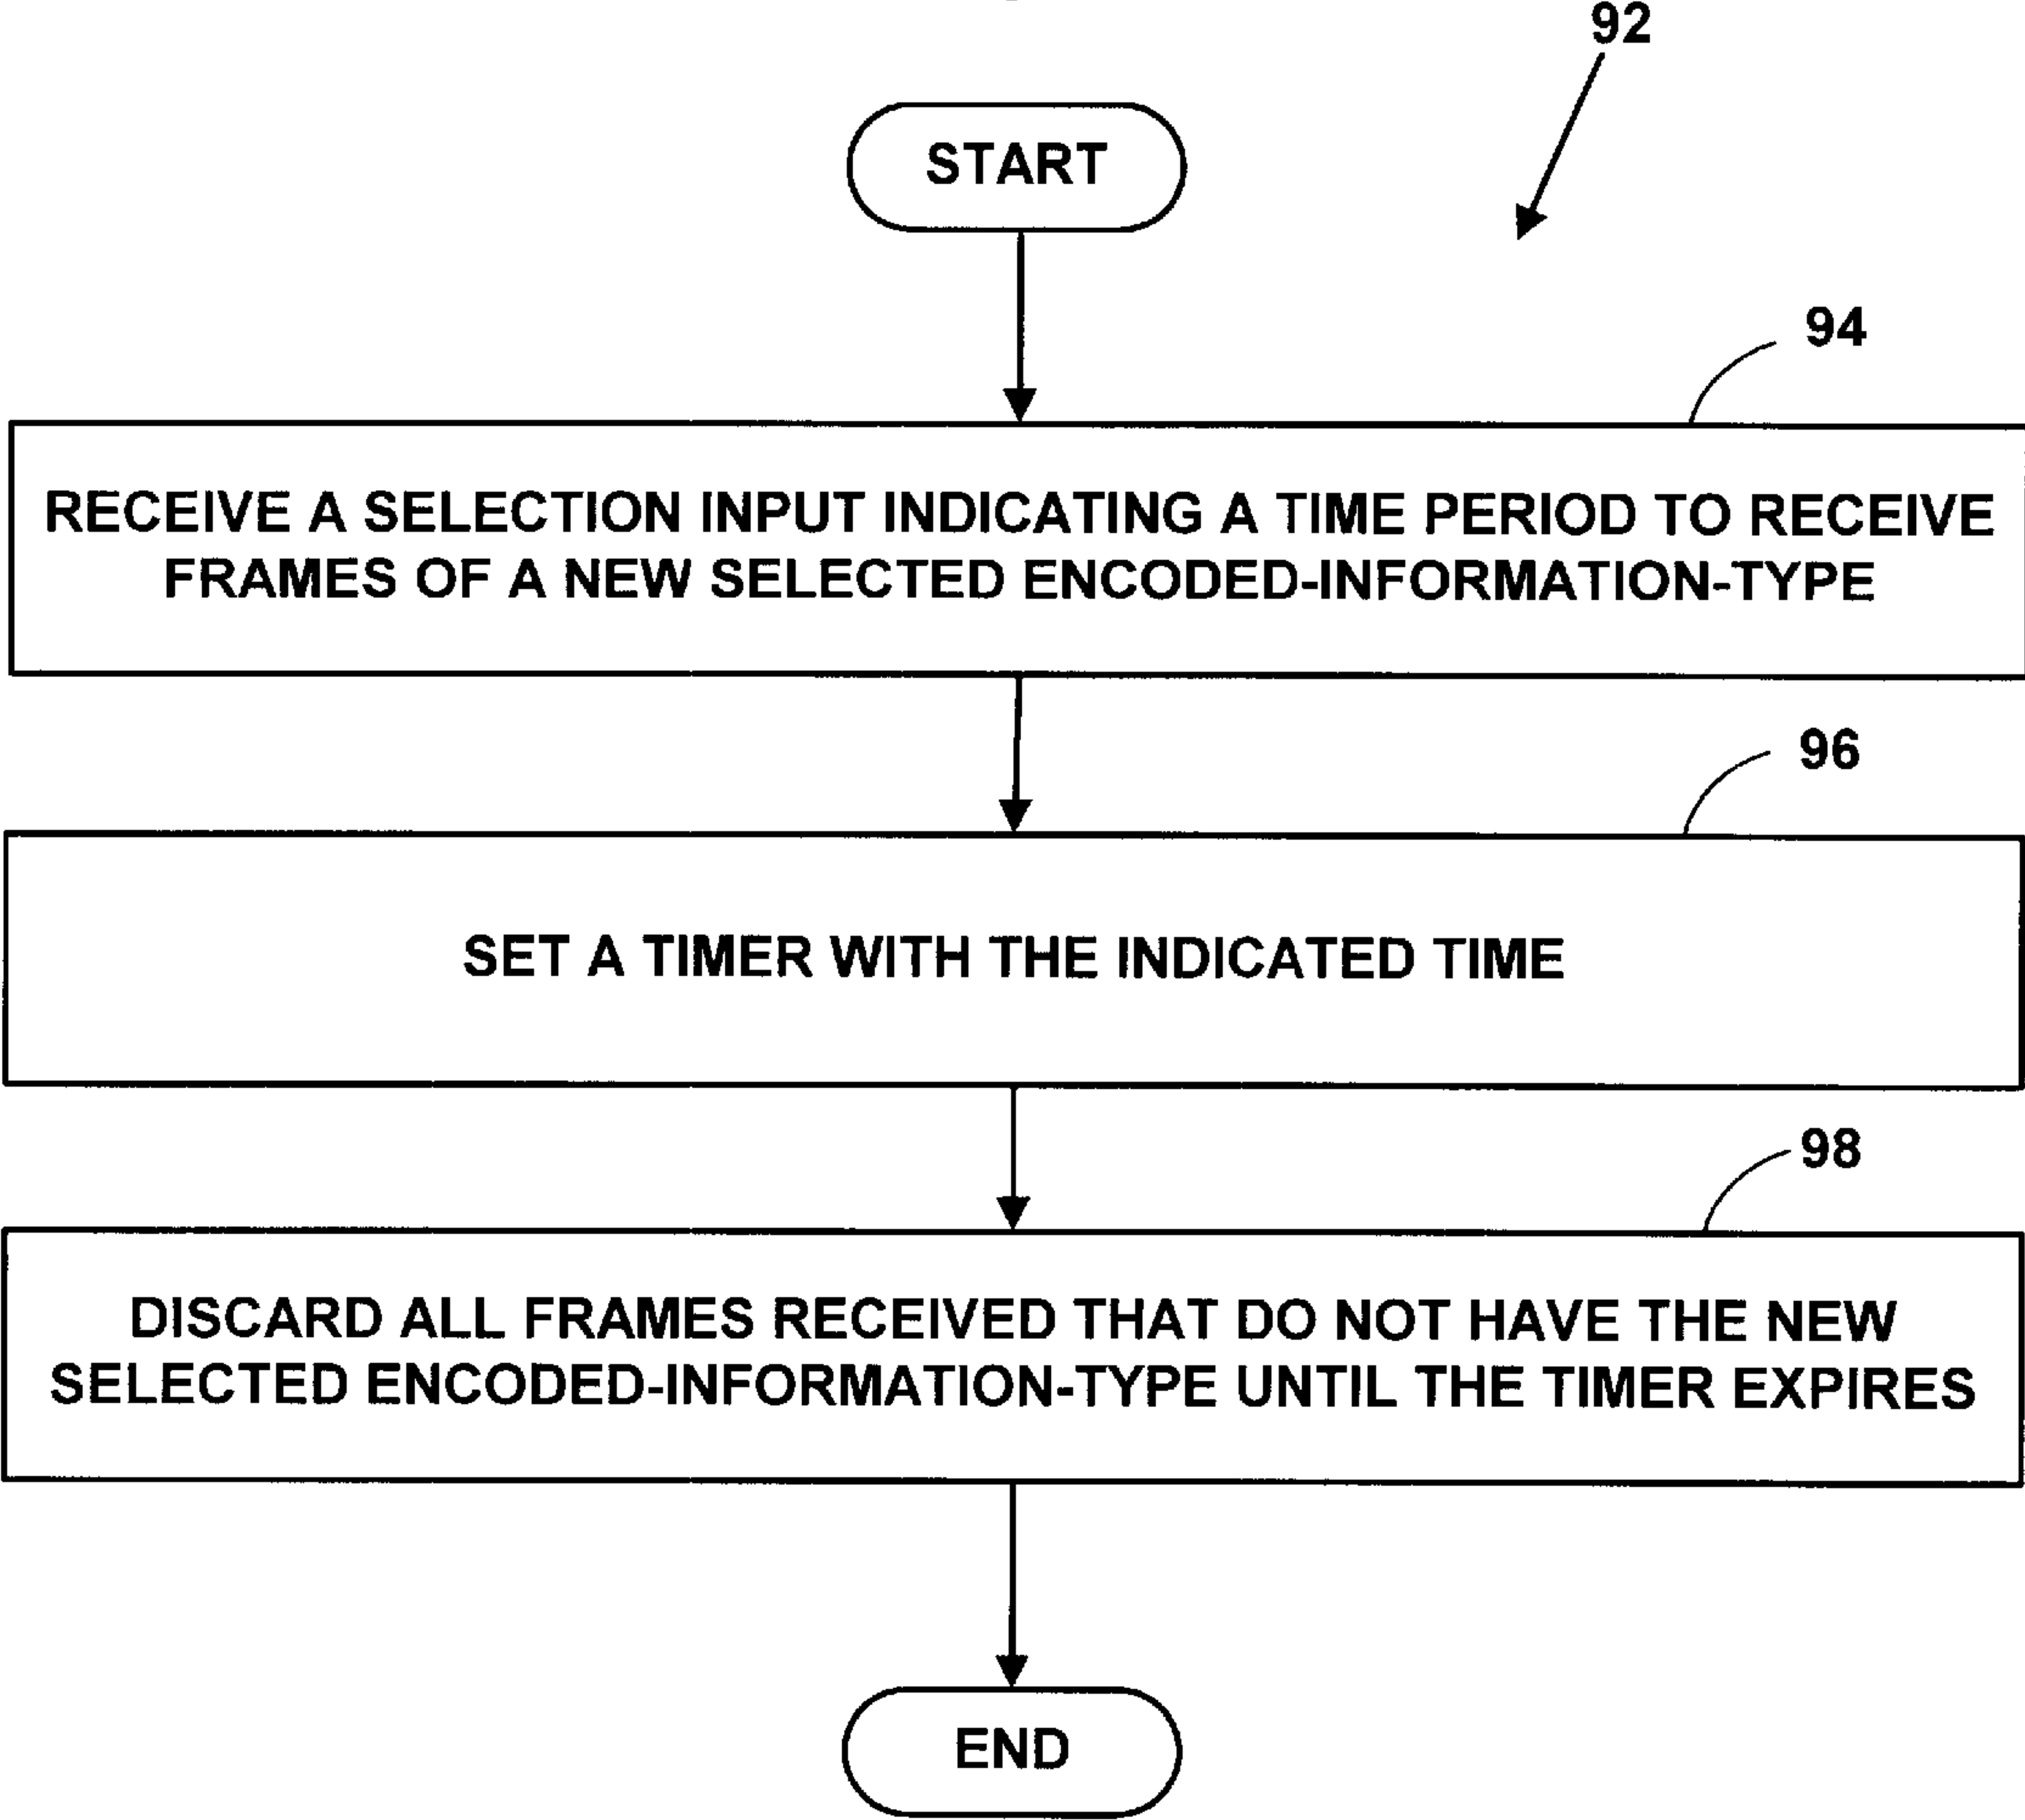 92
START
94
RECEIVE A SELECTION INPUT INDICATING A TIME PERIOD TO RECEIVE
FRAMES OF A NEW SELECTED ENCODED-INFORMATION-TYPE
96
SET A TIMER WITH THE INDICATED TIME
98
DISCARD ALL FRAMES RECEIVED THAT DO NOT HAVE THE NEW
SELECTED ENCODED-INFORMATION-TYPE UNTIL THE TIMER EXPIRES
END